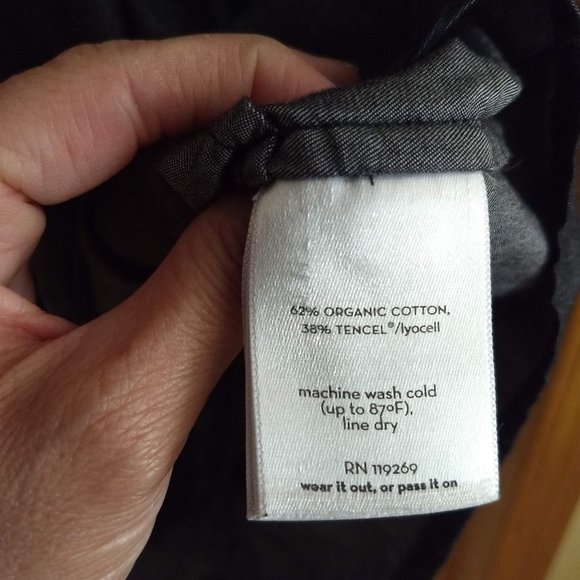 62% ORGANIC COTTON,
38% TENCEL®/lyocell
machine wash cold
(up to 87ºF),
line dry
RN 119269
wear it out, or pass it on